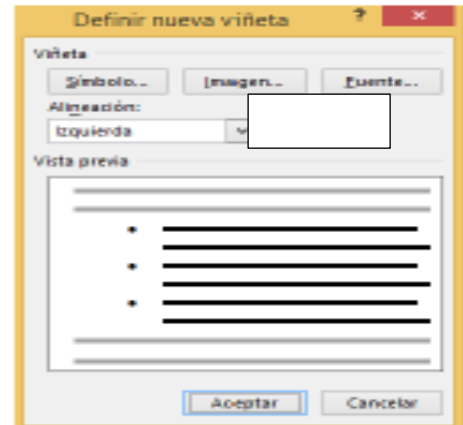 Definir nueva viñeta ? ×
Viñeta
Símbolo... Imagen... Fuente...
Alineación:
Izquierda
Vista previa
Aceptar Cancelar